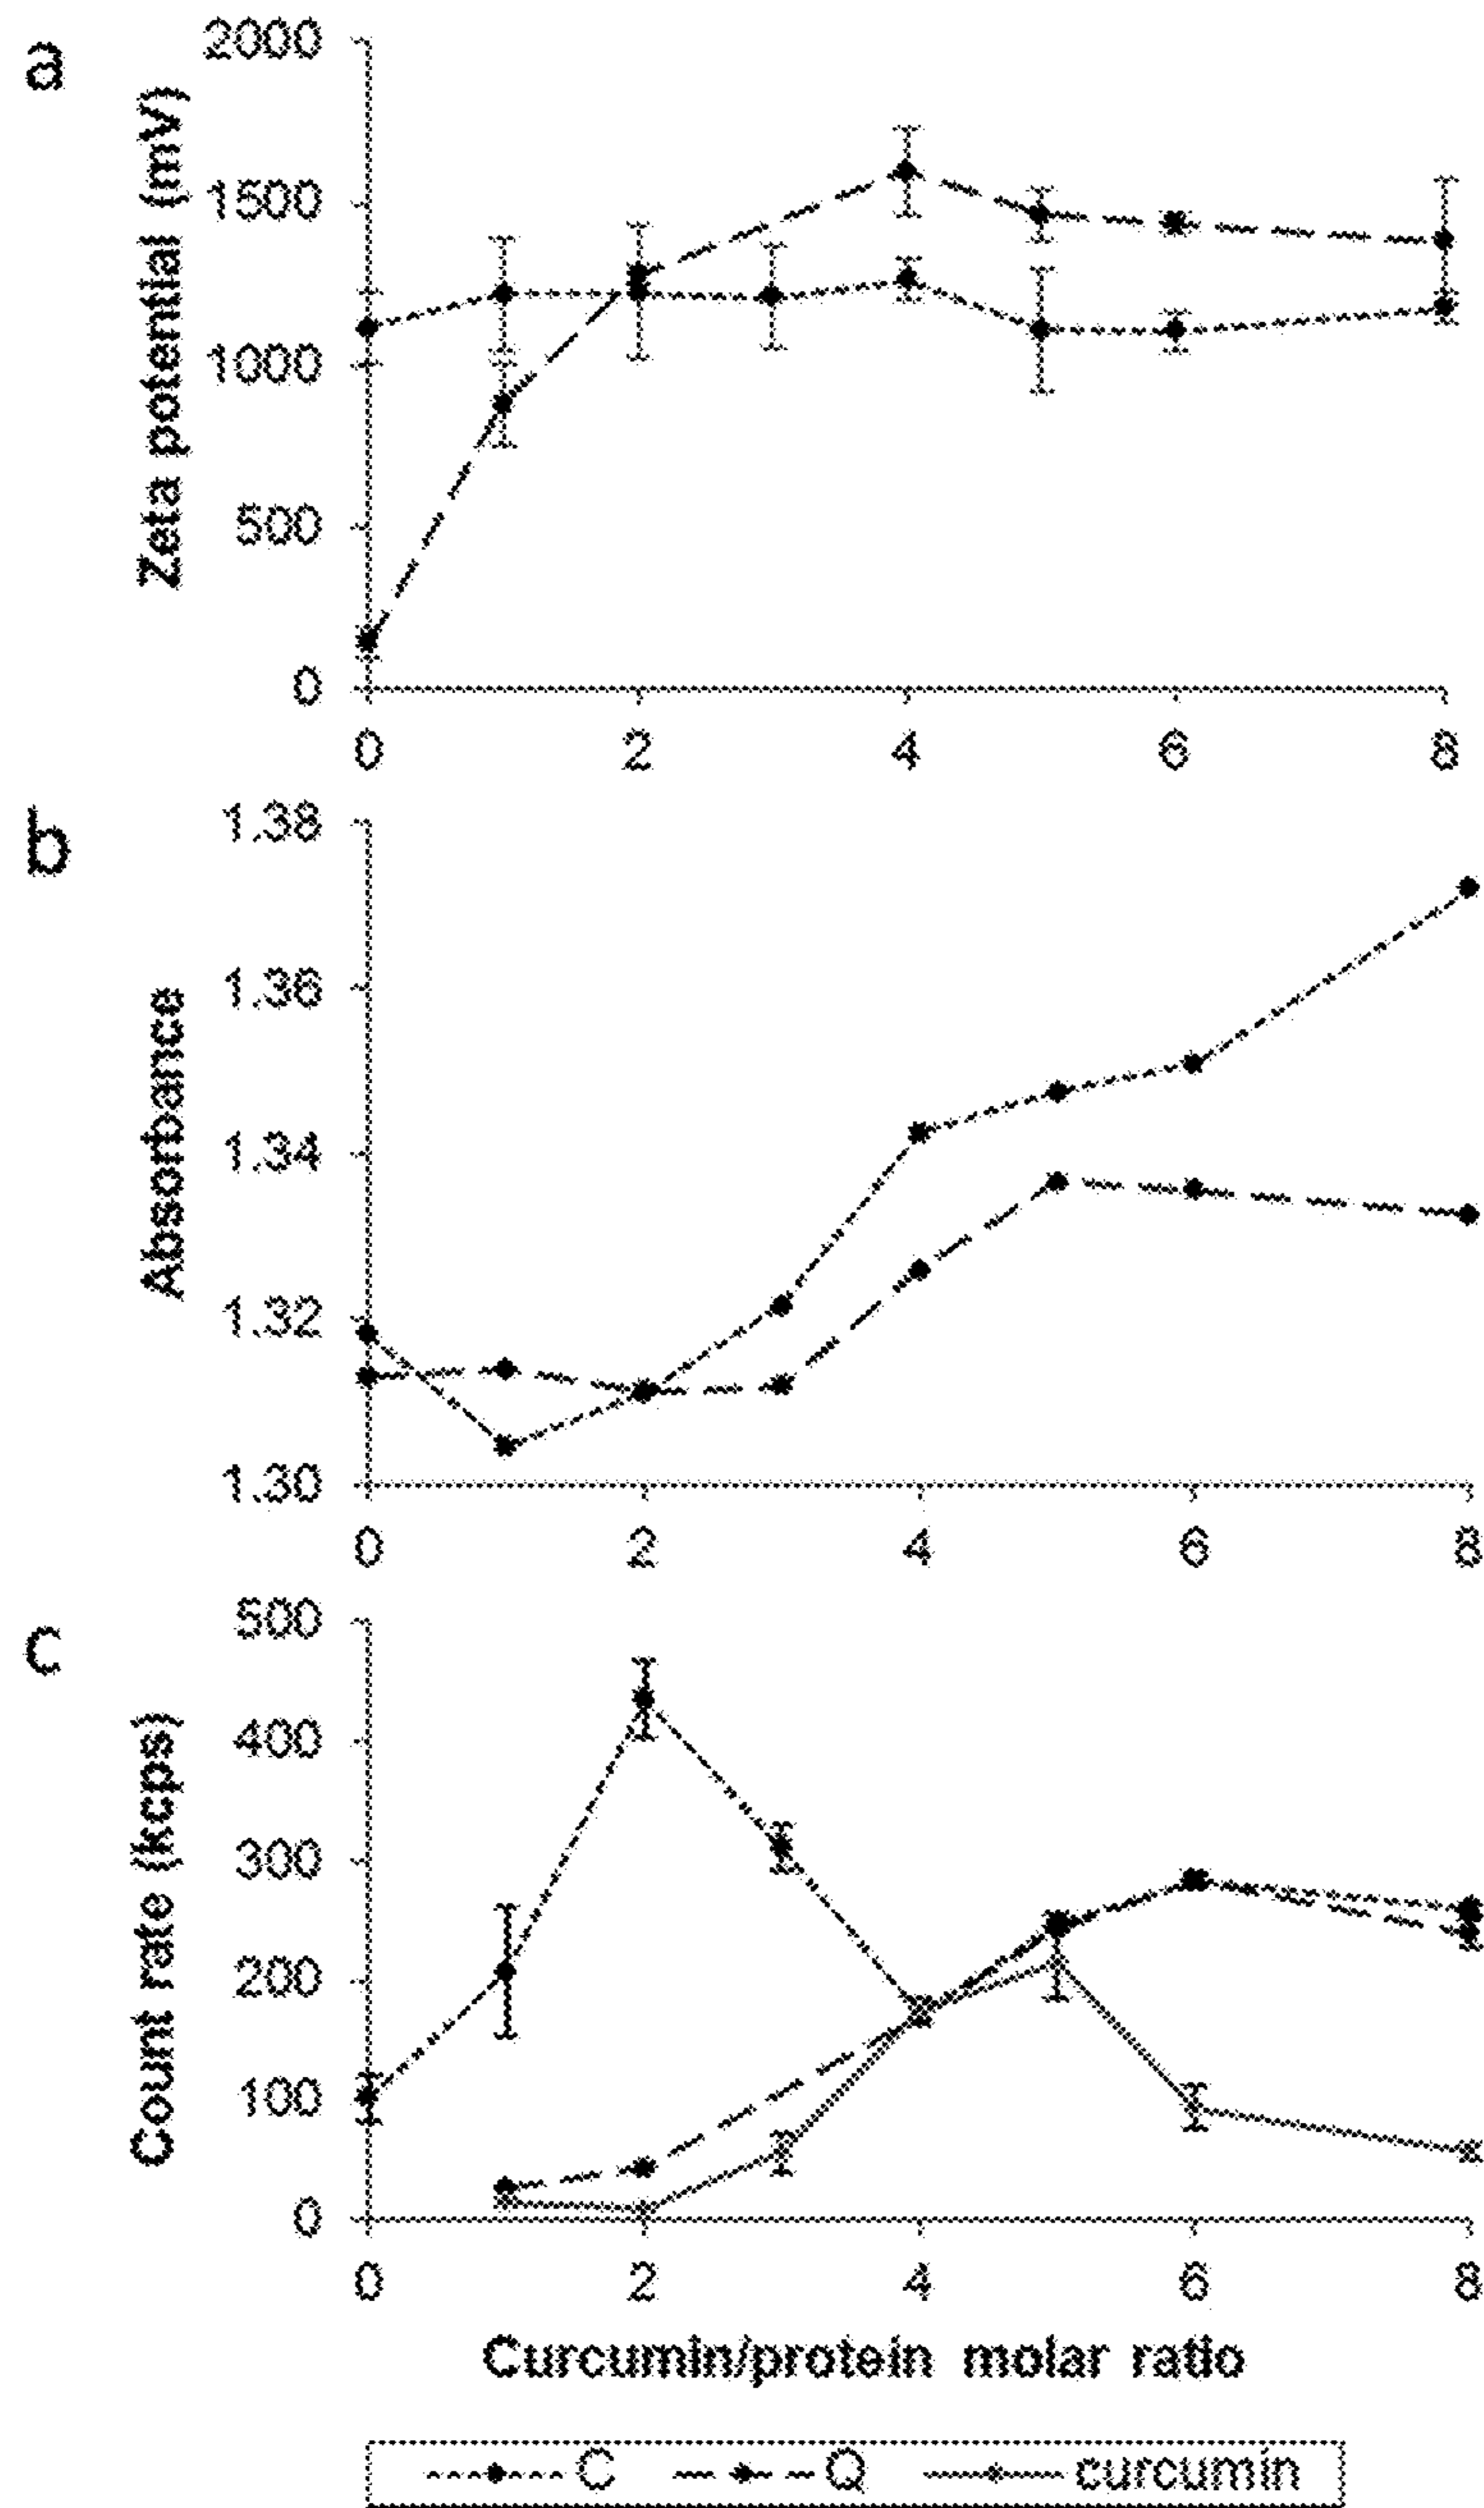 a
Zeta potential (mV)
2000
1500
1000
500
0
0 2 4 6 8
b
Absorbance
1.38
1.36
1.34
1.32
1.30
0 2 4 6 8
c
Count rate (kcps)
500
400
300
200
100
0
0 2 4 6 8
Curcumin/protein molar ratio
C Q curcumin